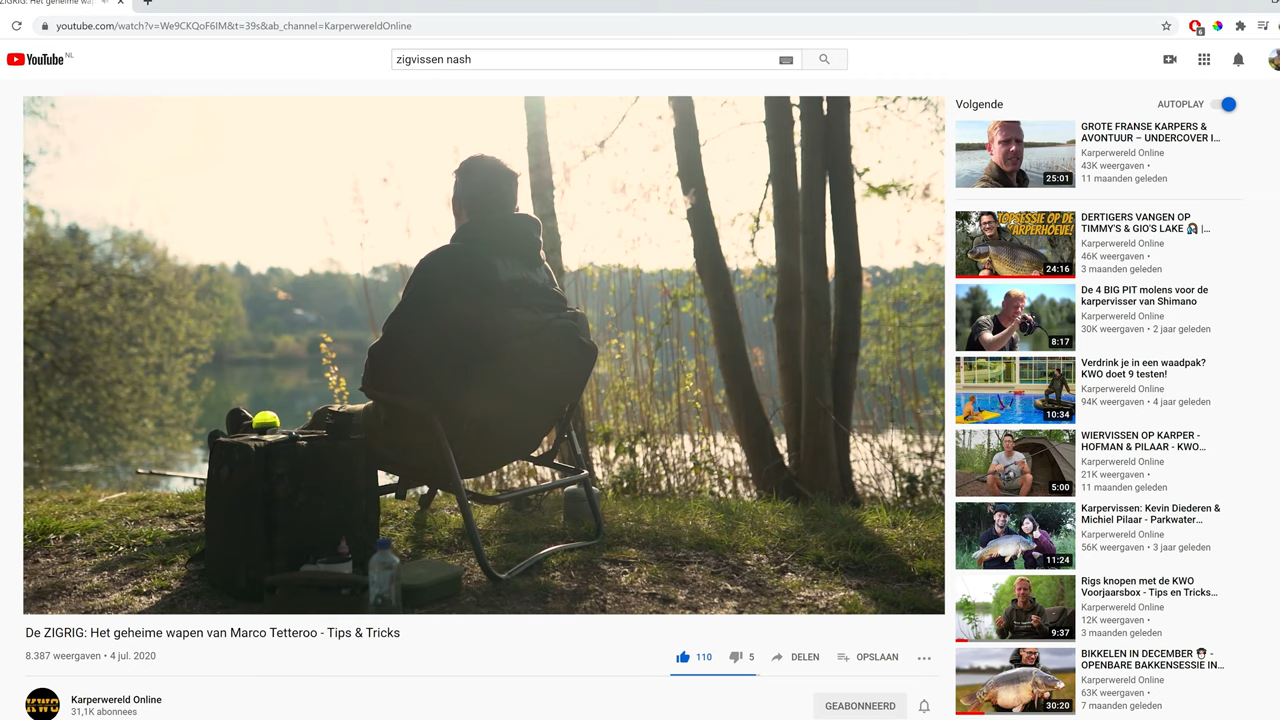 ZIGRIG: Het geheime wap
youtube.com/watch?v=We9CKQoF6IM&t=39s&ab_channel=KarperwereldOnline
6
YouTube NL
zigvissen nash
Volgende
AUTOPLAY
GROTE FRANSE KARPERS &
AVONTUUR – UNDERCOVER I...
Karperwereld Online
43K weergaven •
11 maanden geleden
25:01
TOPSESSIE OP DE
KARPERHOEVE!
DERTIGERS VANGEN OP
TIMMY'S & GIO'S LAKE 🎣 |...
Karperwereld Online
46K weergaven •
3 maanden geleden
24:16
De 4 BIG PIT molens voor de
karpervisser van Shimano
Karperwereld Online
30K weergaven • 2 jaar geleden
8:17
Verdrink je in een waadpak?
KWO doet 9 testen!
Karperwereld Online
94K weergaven • 4 jaar geleden
10:34
WIERVISSEN OP KARPER -
HOFMAN & PILAAR - KWO...
Karperwereld Online
21K weergaven •
11 maanden geleden
5:00
Karpervissen: Kevin Diederen &
Michiel Pilaar - Parkwater...
Karperwereld Online
56K weergaven • 3 jaar geleden
11:24
Rigs knopen met de KWO
Voorjaarsbox - Tips en Tricks...
Karperwereld Online
12K weergaven •
3 maanden geleden
9:37
BIKKELEN IN DECEMBER -
OPENBARE BAKKENSESSIE IN...
Karperwereld Online
63K weergaven •
7 maanden geleden
30:20
De ZIGRIG: Het geheime wapen van Marco Tetteroo - Tips & Tricks
8.387 weergaven • 4 jul. 2020
110
5
DELEN
OPSLAAN
KWO
Karperwereld Online
31,1K abonnees
GEABONNEERD